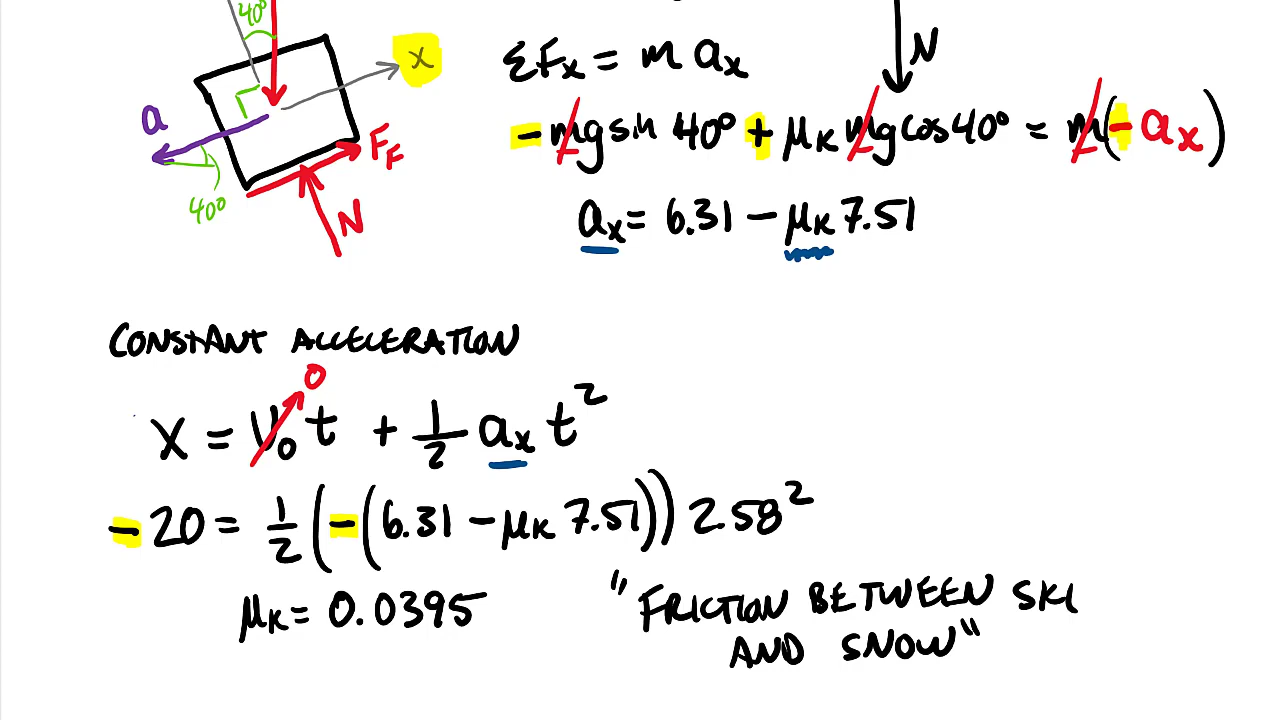 40°
x
a
F_F
40°
N
N
ΣFx = m ax
-mg sin 40° + μk mg cos 40° = m(-ax)
ax = 6.31 - μk 7.51
CONSTANT ACCELERATION
0
x = V₀t + 1/2 ax t²
-20 = 1/2 (-(6.31 - μk 7.51)) 2.58²
μk = 0.0395
"FRICTION BETWEEN SKI
AND SNOW"